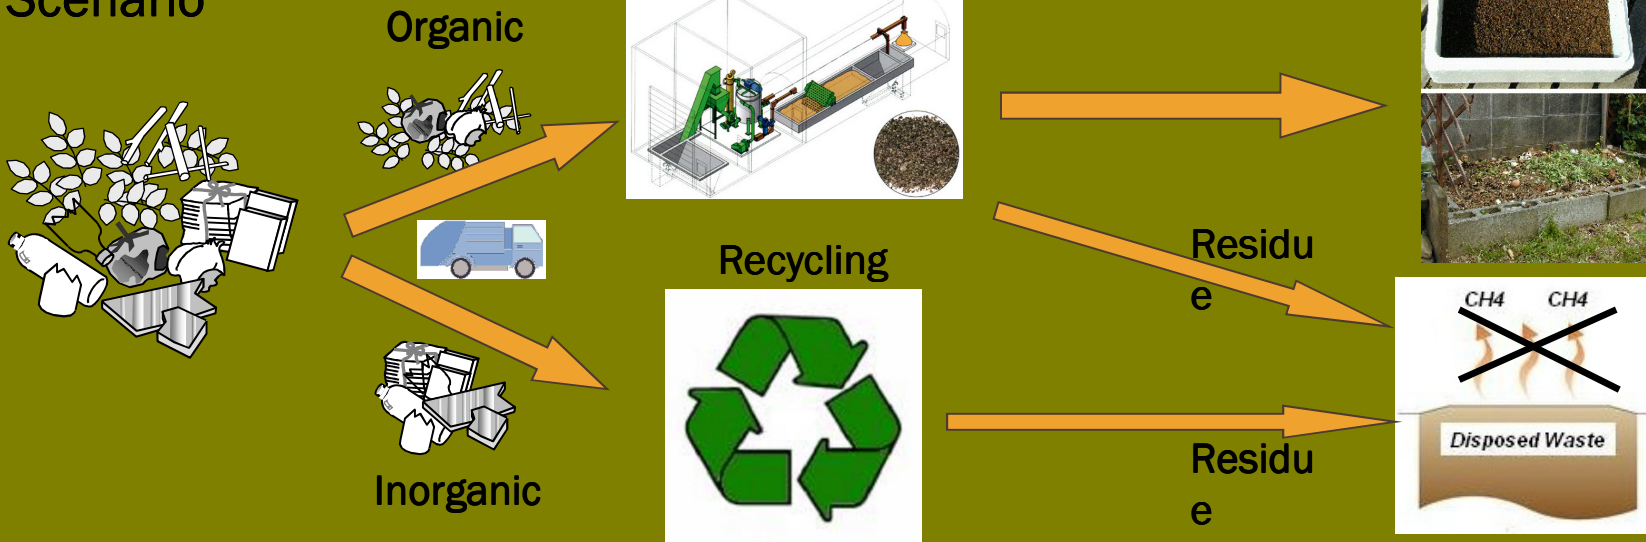 Scenario
Organic
Recycling
Residu
e
CH4 CH4
Disposed Waste
Inorganic
Residu
e